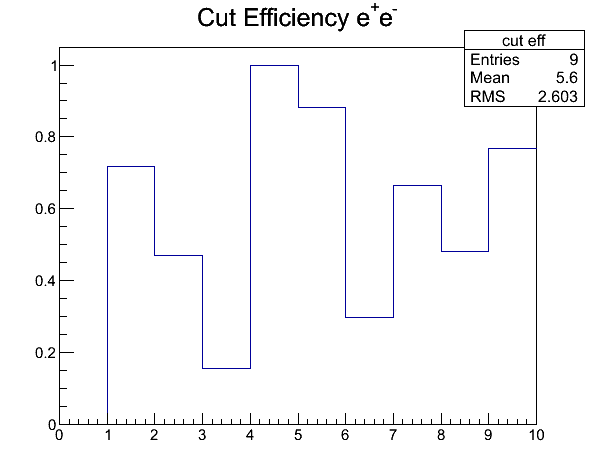 Cut Efficiency e⁺e⁻
cut eff
Entries 9
Mean 5.6
RMS 2.603
1
0.8
0.6
0.4
0.2
0
0 1 2 3 4 5 6 7 8 9 10